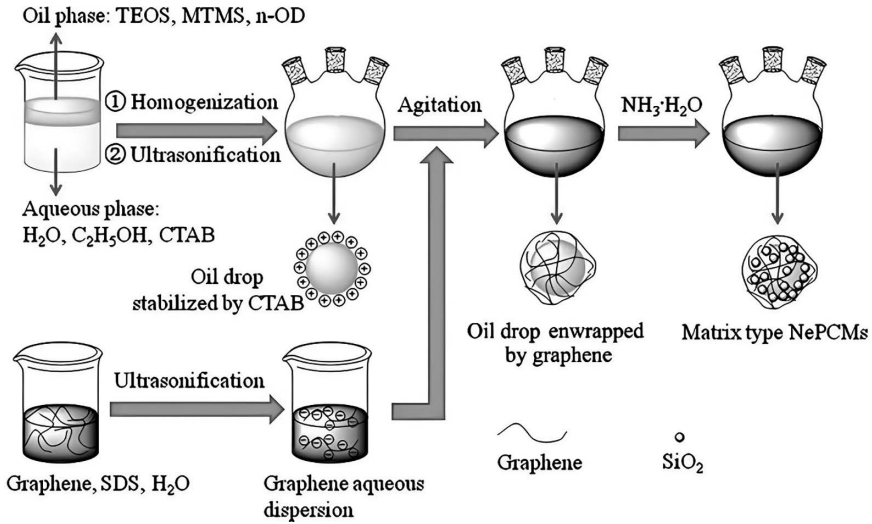 Oil phase: TEOS, MTMS, n-OD
① Homogenization
② Ultrasonification
Aqueous phase:
H₂O, C₂H₅OH, CTAB
Oil drop
stabilized by CTAB
Agitation
NH₃·H₂O
Oil drop enwrapped
by graphene
Matrix type NePCMs
Ultrasonification
Graphene, SDS, H₂O
Graphene aqueous
dispersion
Graphene
SiO₂